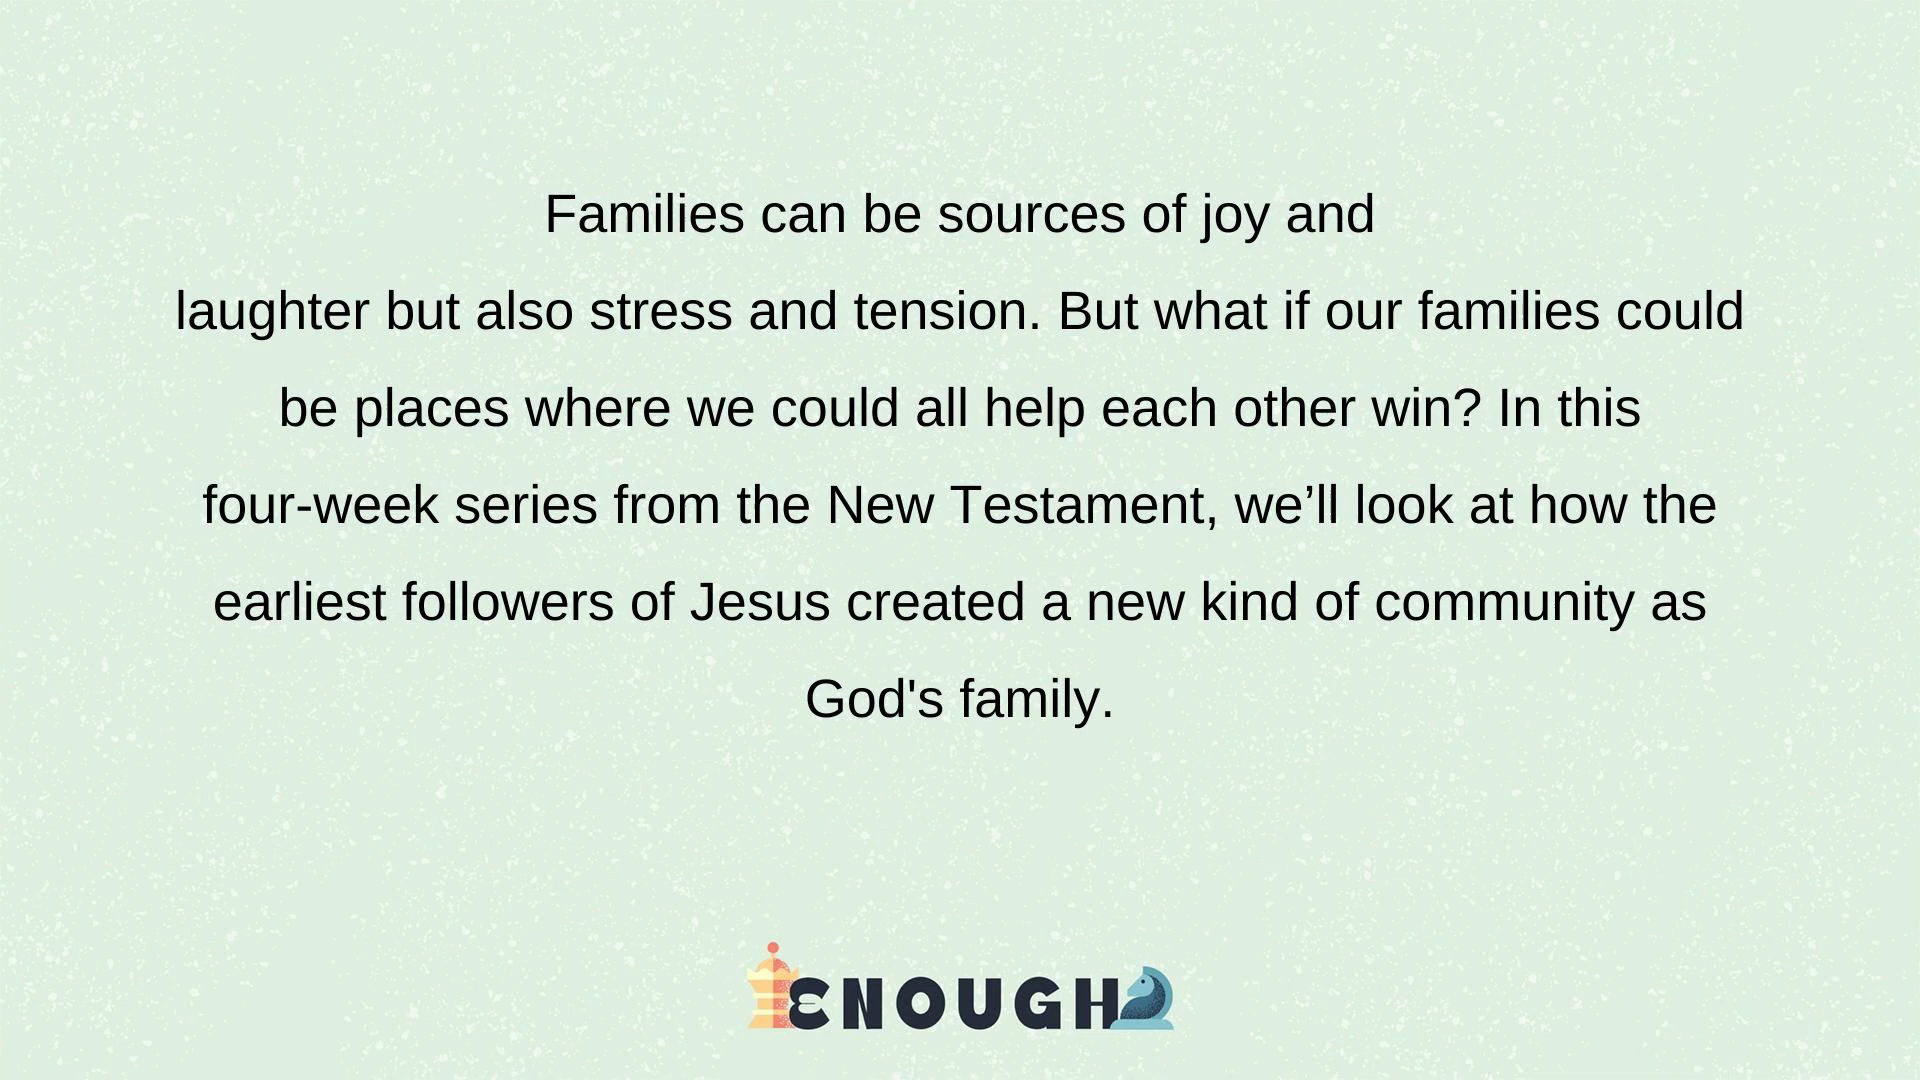 Families can be sources of joy and
laughter but also stress and tension. But what if our families could
be places where we could all help each other win? In this
four-week series from the New Testament, we’ll look at how the
earliest followers of Jesus created a new kind of community as
God's family.
ENOUGH